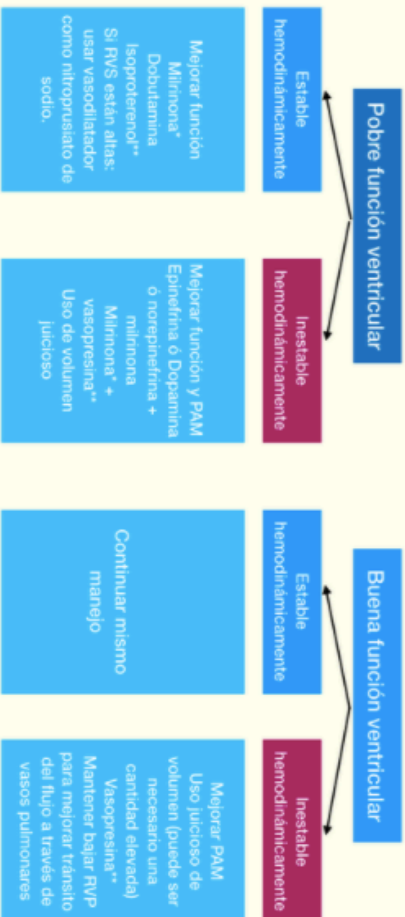 Pobre función ventricular
Estable
hemodinámicamente
Inestable
hemodinámicamente
Mejorar función
Milrinona*
Dobutamina
Isoproterenol**
Si RVS están altas:
usar vasodilatador
como nitroprusiato de
sodio.
Mejorar función y PAM
Epinefrina ó Dopamina
ó norepinefrina +
milrinona
Milrinona* +
vasopresina**
Uso de volumen
juicioso
Buena función ventricular
Estable
hemodinámicamente
Inestable
hemodinámicamente
Continuar mismo
manejo
Mejorar PAM
Uso juicioso de
volumen (puede ser
necesario una
cantidad elevada)
Vasopresina**
Mantener bajar RVP
para mejorar tránsito
del flujo a través de
vasos pulmonares